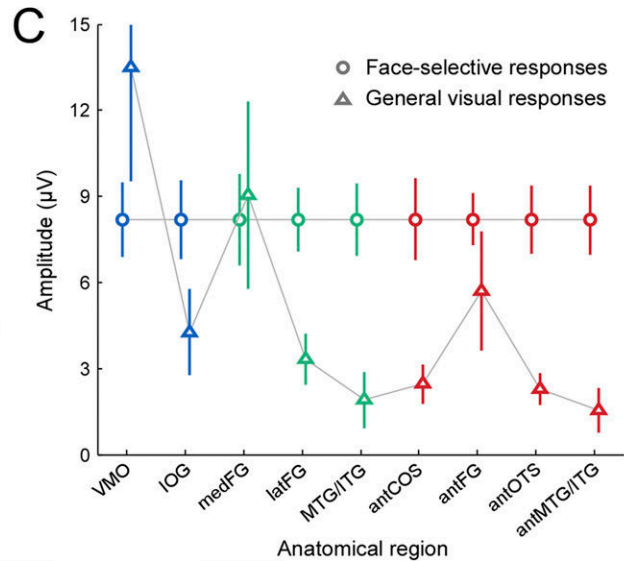 C
Face-selective responses
General visual responses
Amplitude (µV)
15
12
9
6
3
0
VMO
IOG
medFG
latFG
MTG/ITG
antCOS
antFG
antOTS
antMTG/ITG
Anatomical region